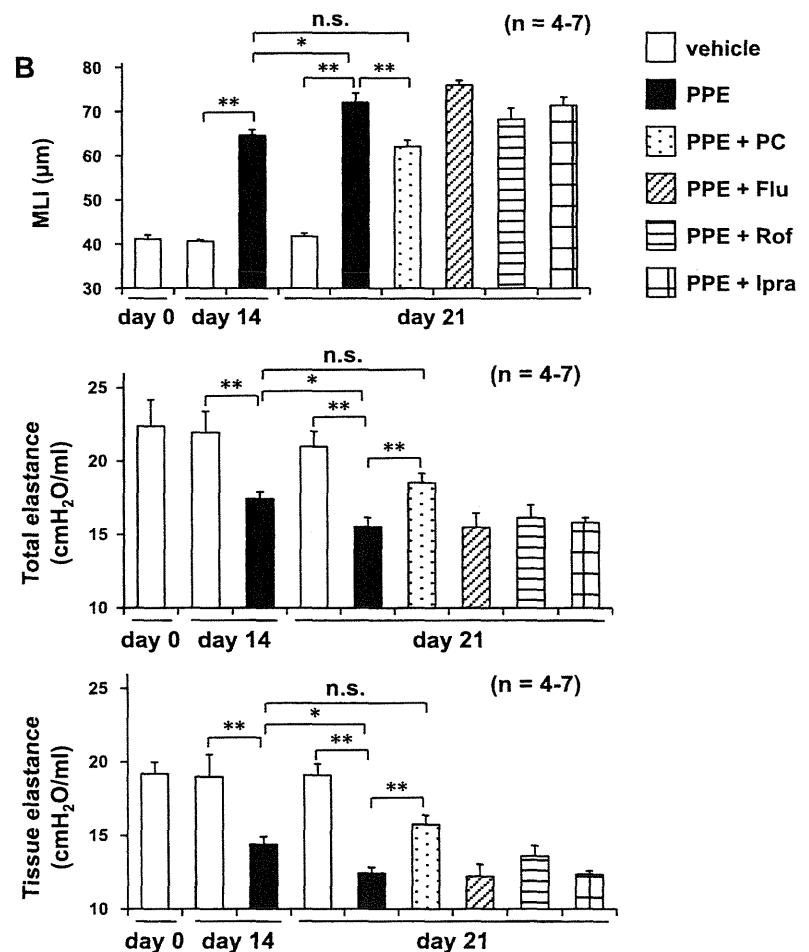 B
n.s.
(n = 4-7)
*
**
**
**
MLI (µm)
80
70
60
50
40
30
day 0
day 14
day 21
vehicle
PPE
PPE + PC
PPE + Flu
PPE + Rof
PPE + Ipra
n.s.
(n = 4-7)
*
**
**
**
Total elastance
(cmH₂O/ml)
25
20
15
10
day 0
day 14
day 21
n.s.
(n = 4-7)
*
**
**
**
Tissue elastance
(cmH₂O/ml)
25
20
15
10
day 0
day 14
day 21